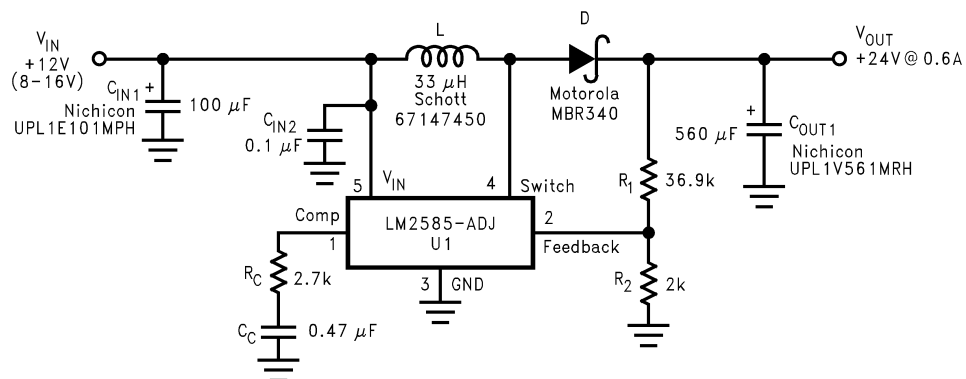 V_IN
+12V
(8-16V)
C_IN1 +
Nichicon
UPL1E101MPH
100 μF
C_IN2
0.1 μF
L
33 μH
Schott
67147450
D
Motorola
MBR340
V_OUT
+24V@0.6A
+
560 μF
C_OUT1
Nichicon
UPL1V561MRH
R_1
36.9k
5
V_IN
4
Switch
Comp
1
LM2585-ADJ
U1
2
Feedback
3
GND
R_C
2.7k
C_C
0.47 μF
R_2
2k